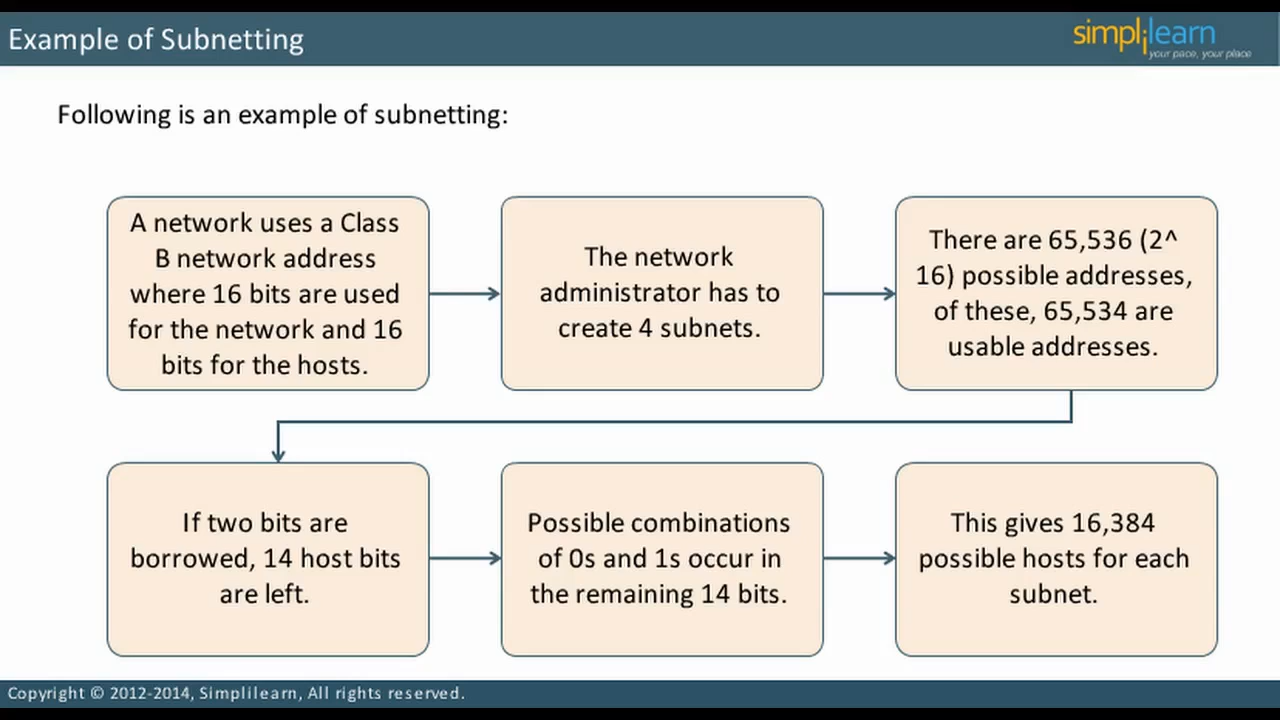 Example of Subnetting
simplilearn
your pace, your place
Following is an example of subnetting:
A network uses a Class
B network address
where 16 bits are used
for the network and 16
bits for the hosts.
The network
administrator has to
create 4 subnets.
There are 65,536 (2^
16) possible addresses,
of these, 65,534 are
usable addresses.
If two bits are
borrowed, 14 host bits
are left.
Possible combinations
of 0s and 1s occur in
the remaining 14 bits.
This gives 16,384
possible hosts for each
subnet.
Copyright © 2012-2014, Simplilearn, All rights reserved.